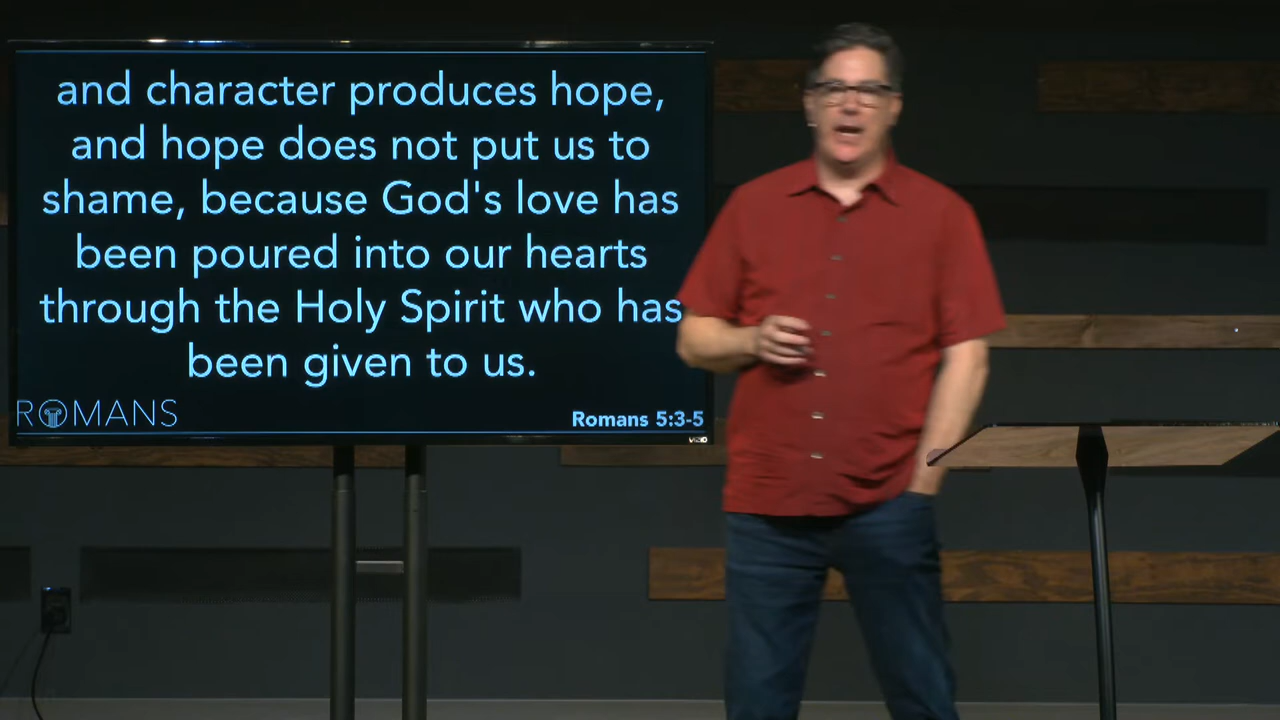 and character produces hope,
and hope does not put us to
shame, because God's love has
been poured into our hearts
through the Holy Spirit who has
been given to us.
ROMANS
Romans 5:3-5
VIZIO